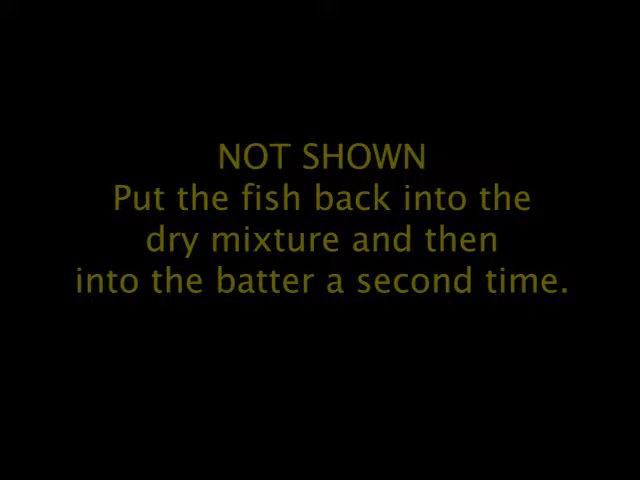 NOT SHOWN
Put the fish back into the
dry mixture and then
into the batter a second time.